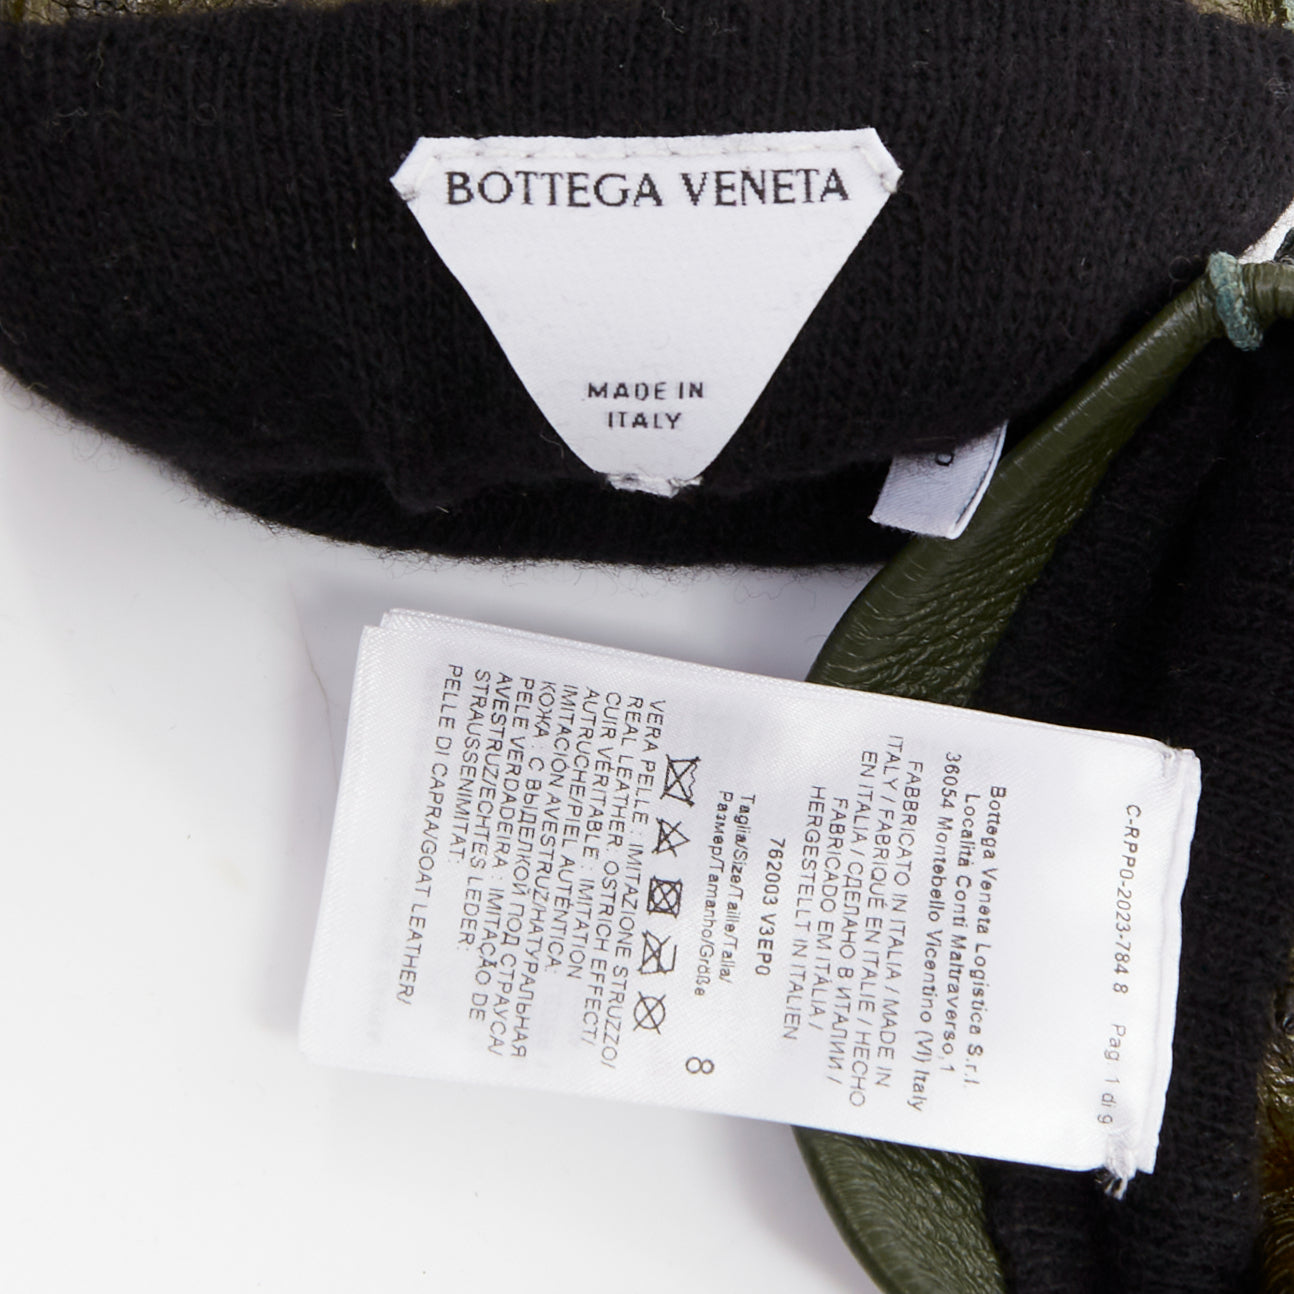 BOTTEGA VENETA
MADE IN
ITALY
C-RPP0-2023-784 8 Pag. 1 di 9
Bottega Veneta Logistica S.r.l.
Località Conti Maltraverso,1
36054 Montebello Vicentino (VI) Italy
FABBRICATO IN ITALIA / MADE IN
ITALY / FABRIQUÉ EN ITALIE / HECHO
EN ITALIA / СДЕЛАНО В ИТАЛИИ /
FABRICADO EM ITÁLIA /
HERGESTELLT IN ITALIEN
762003 V3EP0
Taglia/Size/Taille/Talla/
Размер/Tamanho/Größe
8
VERA PELLE : IMITAZIONE STRUZZO/
REAL LEATHER: OSTRICH EFFECT/
CUIR VÉRITABLE : IMITATION
AUTRUCHE/PIEL AUTÉNTICA:
IMITACIÓN AVESTRUZ/НАТУРАЛЬНАЯ
КОЖА : С ВЫДЕЛКОЙ ПОД СТРАУСА/
PELE VERDADEIRA : IMITAÇÃO DE
AVESTRUZ/ECHTES LEDER:
STRAUSSENIMITAT:
PELLE DI CAPRA/GOAT LEATHER/